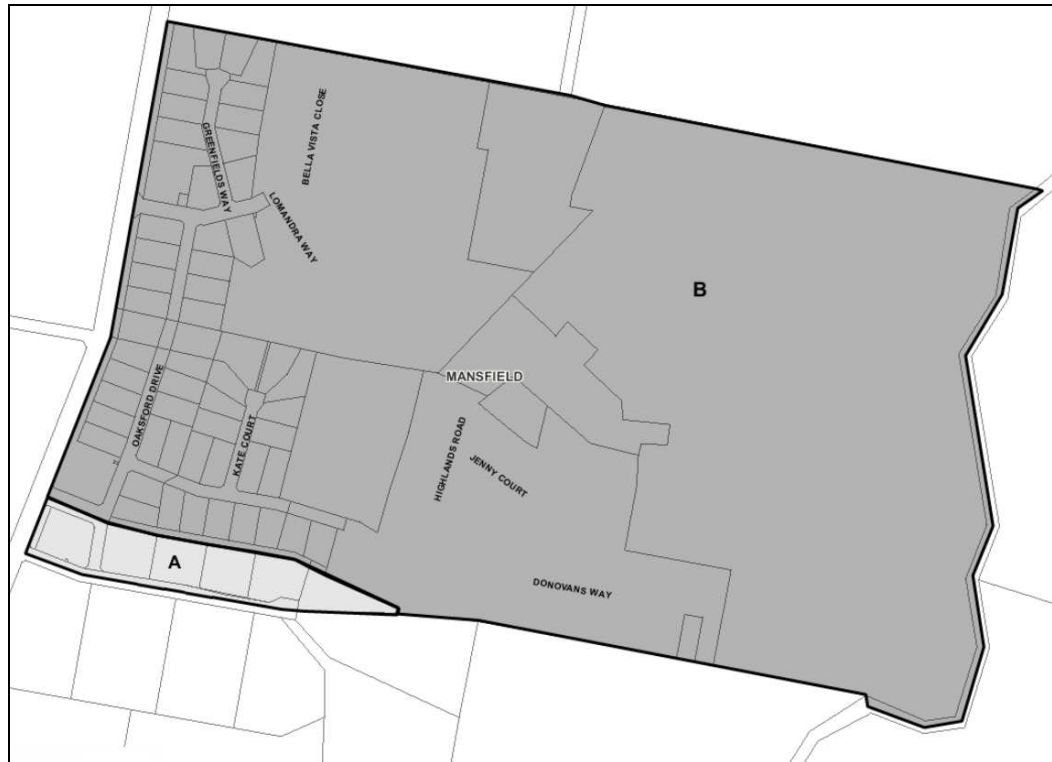 BELLA VISTA CLOSE
GREENFIELDS WAY
LOMANDRA WAY
B
MANSFIELD
OAKSFORD DRIVE
KATE COURT
HIGHLANDS ROAD
JENNY COURT
A
DONOVANS WAY